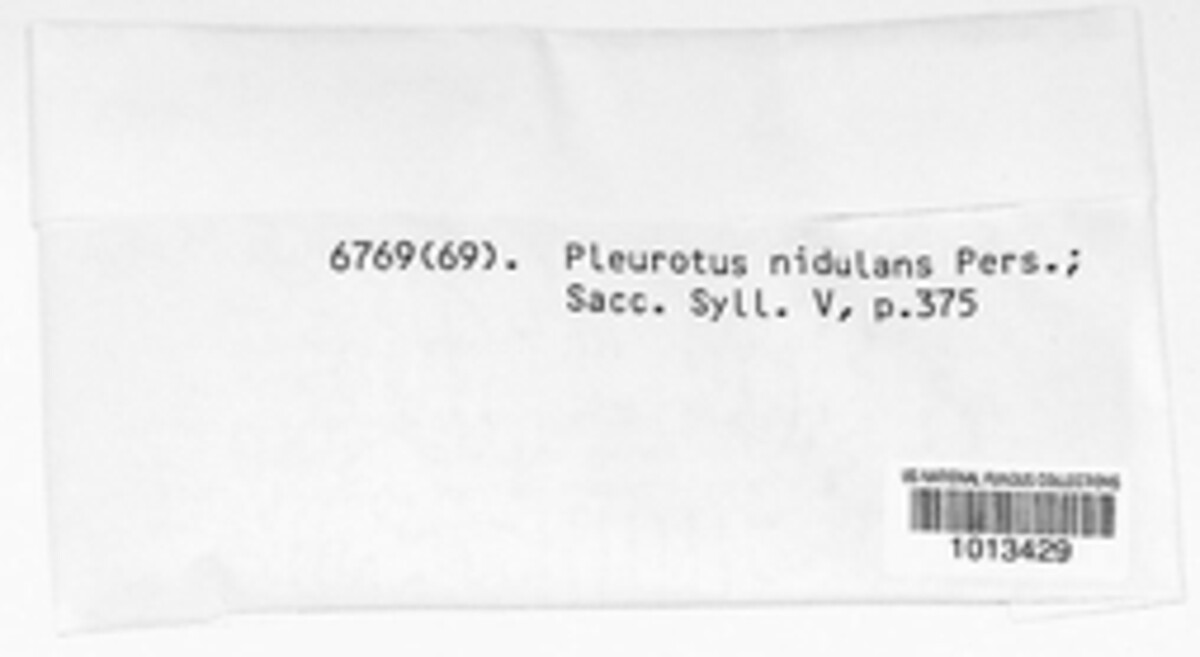 6769(69). Pleurotus nidulans Pers.;
Sacc. Syll. V, p.375
US NATIONAL FUNGUS COLLECTIONS
1013429